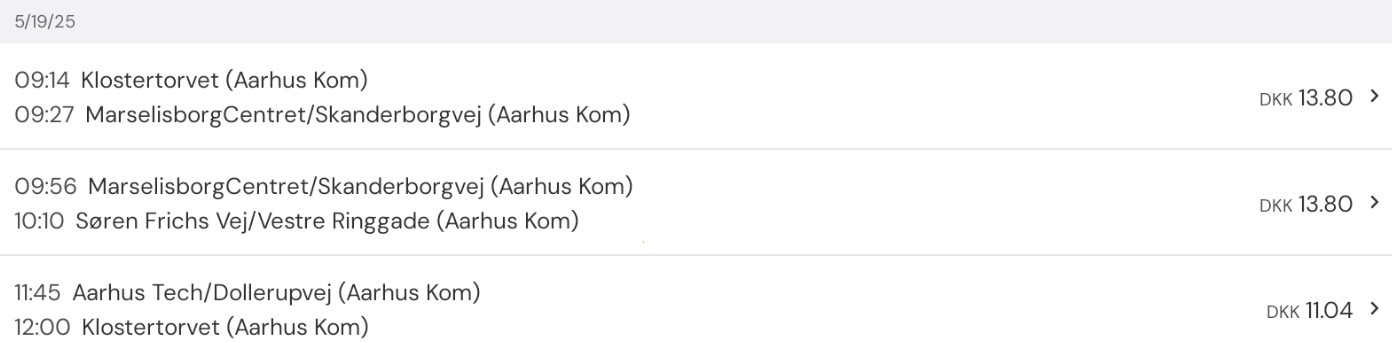 5/19/25
09:14 Klostertorvet (Aarhus Kom)
09:27 MarselisborgCentret/Skanderborgvej (Aarhus Kom)
DKK 13.80
09:56 MarselisborgCentret/Skanderborgvej (Aarhus Kom)
10:10 Søren Frichs Vej/Vestre Ringgade (Aarhus Kom)
DKK 13.80
11:45 Aarhus Tech/Dollerupvej (Aarhus Kom)
12:00 Klostertorvet (Aarhus Kom)
DKK 11.04